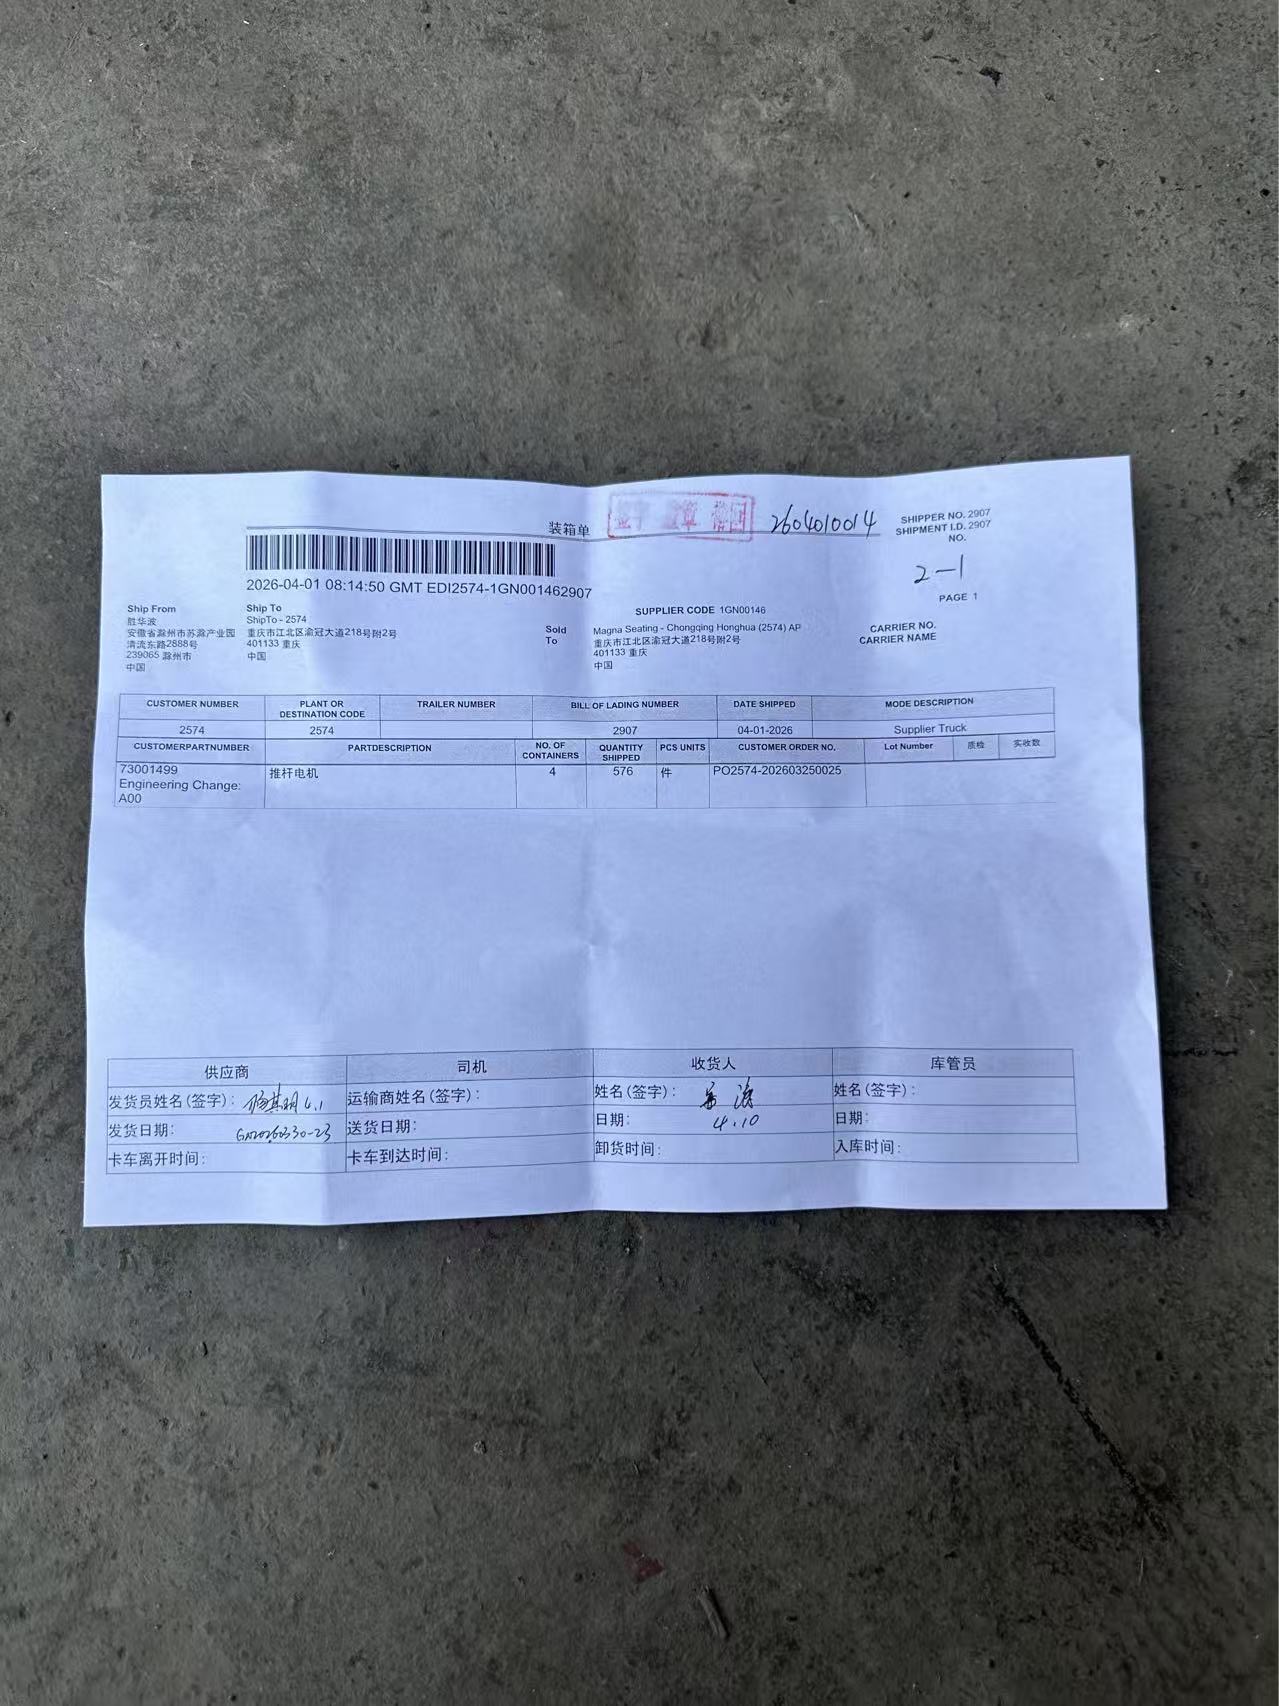 装箱单
2604010014
SHIPPER NO. 2907
SHIPMENT I.D. 2907
NO.
2-1
PAGE 1
2026-04-01 08:14:50 GMT EDI2574-1GN001462907
Ship From
胜华波
安徽省滁州市苏滁产业园
清流东路2888号
239065 滁州市
中国
Ship To
ShipTo - 2574
重庆市江北区渝冠大道218号附2号
401133 重庆
中国
SUPPLIER CODE 1GN00146
Sold To
Magna Seating - Chongqing Honghua (2574) AP
重庆市江北区渝冠大道218号附2号
401133 重庆
中国
CARRIER NO.
CARRIER NAME
CUSTOMER NUMBER PLANT OR DESTINATION CODE TRAILER NUMBER BILL OF LADING NUMBER DATE SHIPPED MODE DESCRIPTION
2574 2574 2907 04-01-2026 Supplier Truck
CUSTOMERPARTNUMBER PARTDESCRIPTION NO. OF CONTAINERS QUANTITY SHIPPED PCS UNITS CUSTOMER ORDER NO. Lot Number 质检 实收数
73001499 推杆电机 4 576 件 PO2574-202603250025
Engineering Change:
A00
供应商 司机 收货人 库管员
发货员姓名(签字): 4.1 运输商姓名(签字): 姓名(签字): 姓名(签字):
发货日期: GN20260330-23 送货日期: 日期: 4.10 日期:
卡车离开时间: 卡车到达时间: 卸货时间: 入库时间: